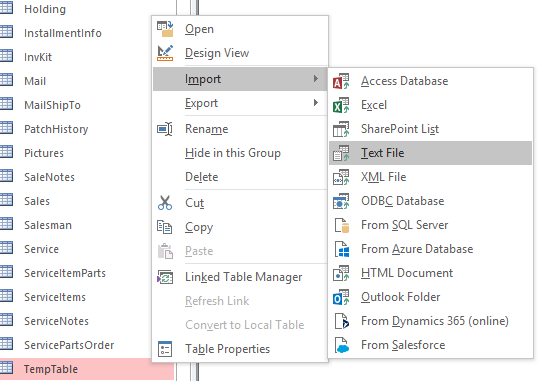 Holding
InstallmentInfo
InvKit
Mail
MailShipTo
PatchHistory
Pictures
SaleNotes
Sales
Salesman
Service
ServiceItemParts
ServiceItems
ServiceNotes
ServicePartsOrder
TempTable
Open
Design View
Import
Export
Rename
Hide in this Group
Delete
Cut
Copy
Paste
Linked Table Manager
Refresh Link
Convert to Local Table
Table Properties
Access Database
Excel
SharePoint List
Text File
XML File
ODBC Database
From SQL Server
From Azure Database
HTML Document
Outlook Folder
From Dynamics 365 (online)
From Salesforce